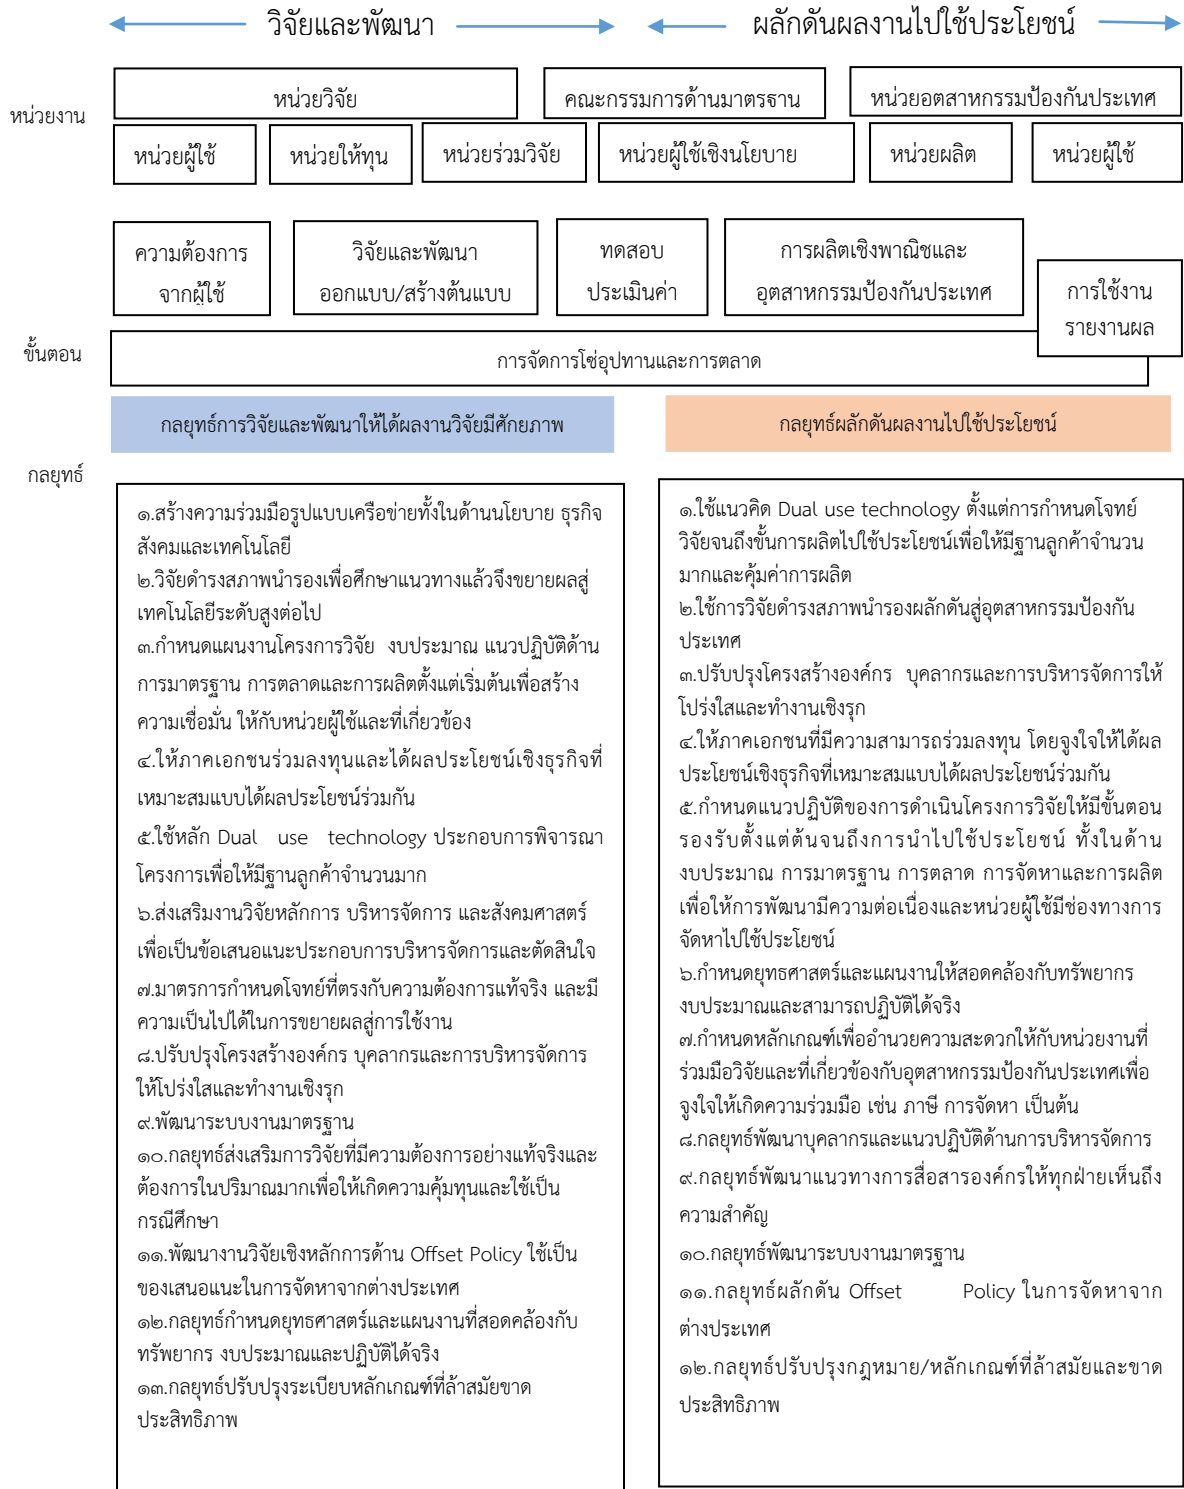 วิจัยและพัฒนา
ผลักดันผลงานไปใช้ประโยชน์
หน่วยงาน
หน่วยวิจัย
คณะกรรมการด้านมาตรฐาน
หน่วยอุตสาหกรรมป้องกันประเทศ
หน่วยผู้ใช้
หน่วยให้ทุน
หน่วยร่วมวิจัย
หน่วยผู้ใช้เชิงนโยบาย
หน่วยผลิต
หน่วยผู้ใช้
ความต้องการ
จากผู้ใช้
วิจัยและพัฒนา
ออกแบบ/สร้างต้นแบบ
ทดสอบ
ประเมินค่า
การผลิตเชิงพาณิชและ
อุตสาหกรรมป้องกันประเทศ
การใช้งาน
รายงานผล
ขั้นตอน
การจัดการโซ่อุปทานและการตลาด
กลยุทธ์การวิจัยและพัฒนาให้ได้ผลงานวิจัยมีศักยภาพ
กลยุทธ์ผลักดันผลงานไปใช้ประโยชน์
กลยุทธ์
๑.สร้างความร่วมมือรูปแบบเครือข่ายทั้งในด้านนโยบาย ธุรกิจ
สังคมและเทคโนโลยี
๒.วิจัยดำรงสภาพนำรองเพื่อศึกษาแนวทางแล้วจึงขยายผลสู่
เทคโนโลยีระดับสูงต่อไป
๓.กำหนดแผนงานโครงการวิจัย งบประมาณ แนวปฏิบัติด้าน
การมาตรฐาน การตลาดและการผลิตตั้งแต่เริ่มต้นเพื่อสร้าง
ความเชื่อมั่น ให้กับหน่วยผู้ใช้และที่เกี่ยวข้อง
๔.ให้ภาคเอกชนร่วมลงทุนและได้ผลประโยชน์เชิงธุรกิจที่
เหมาะสมแบบได้ผลประโยชน์ร่วมกัน
๕.ใช้หลัก Dual use technology ประกอบการพิจารณา
โครงการเพื่อให้มีฐานลูกค้าจำนวนมาก
๖.ส่งเสริมงานวิจัยหลักการ บริหารจัดการ และสังคมศาสตร์
เพื่อเป็นข้อเสนอแนะประกอบการบริหารจัดการและตัดสินใจ
๗.มาตรการกำหนดโจทย์ที่ตรงกับความต้องการแท้จริง และมี
ความเป็นไปได้ในการขยายผลสู่การใช้งาน
๘.ปรับปรุงโครงสร้างองค์กร บุคลากรและการบริหารจัดการ
ให้โปร่งใสและทำงานเชิงรุก
๙.พัฒนาระบบงานมาตรฐาน
๑๐.กลยุทธ์ส่งเสริมการวิจัยที่มีความต้องการอย่างแท้จริงและ
ต้องการในปริมาณมากเพื่อให้เกิดความคุ้มทุนและใช้เป็น
กรณีศึกษา
๑๑.พัฒนางานวิจัยเชิงหลักการด้าน Offset Policy ใช้เป็น
ของเสนอแนะในการจัดหาจากต่างประเทศ
๑๒.กลยุทธ์กำหนดยุทธศาสตร์และแผนงานที่สอดคล้องกับ
ทรัพยากร งบประมาณและปฏิบัติได้จริง
๑๓.กลยุทธ์ปรับปรุงระเบียบหลักเกณฑ์ที่ล้าสมัยขาด
ประสิทธิภาพ
๑.ใช้แนวคิด Dual use technology ตั้งแต่การกำหนดโจทย์
วิจัยจนถึงขั้นการผลิตไปใช้ประโยชน์เพื่อให้มีฐานลูกค้าจำนวน
มากและคุ้มค่าการผลิต
๒.ใช้การวิจัยดำรงสภาพนำรองผลักดันสู่อุตสาหกรรมป้องกัน
ประเทศ
๓.ปรับปรุงโครงสร้างองค์กร บุคลากรและการบริหารจัดการให้
โปร่งใสและทำงานเชิงรุก
๔.ให้ภาคเอกชนที่มีความสามารถร่วมลงทุน โดยจูงใจให้ได้ผล
ประโยชน์เชิงธุรกิจที่เหมาะสมแบบได้ผลประโยชน์ร่วมกัน
๕.กำหนดแนวปฏิบัติของการดำเนินโครงการวิจัยให้มีขั้นตอน
รองรับตั้งแต่ต้นจนถึงการนำไปใช้ประโยชน์ ทั้งในด้าน
งบประมาณ การมาตรฐาน การตลาด การจัดหาและการผลิต
เพื่อให้การพัฒนามีความต่อเนื่องและหน่วยผู้ใช้มีช่องทางการ
จัดหาไปใช้ประโยชน์
๖.กำหนดยุทธศาสตร์และแผนงานให้สอดคล้องกับทรัพยากร
งบประมาณและสามารถปฏิบัติได้จริง
๗.กำหนดหลักเกณฑ์เพื่ออำนวยความสะดวกให้กับหน่วยงานที่
ร่วมมือวิจัยและที่เกี่ยวข้องกับอุตสาหกรรมป้องกันประเทศเพื่อ
จูงใจให้เกิดความร่วมมือ เช่น ภาษี การจัดหา เป็นต้น
๘.กลยุทธ์พัฒนาบุคลากรและแนวปฏิบัติด้านการบริหารจัดการ
๙.กลยุทธ์พัฒนาแนวทางการสื่อสารองค์กรให้ทุกฝ่ายเห็นถึง
ความสำคัญ
๑๐.กลยุทธ์พัฒนาระบบงานมาตรฐาน
๑๑.กลยุทธ์ผลักดัน Offset Policy ในการจัดหาจาก
ต่างประเทศ
๑๒.กลยุทธ์ปรับปรุงกฎหมาย/หลักเกณฑ์ที่ล้าสมัยและขาด
ประสิทธิภาพ